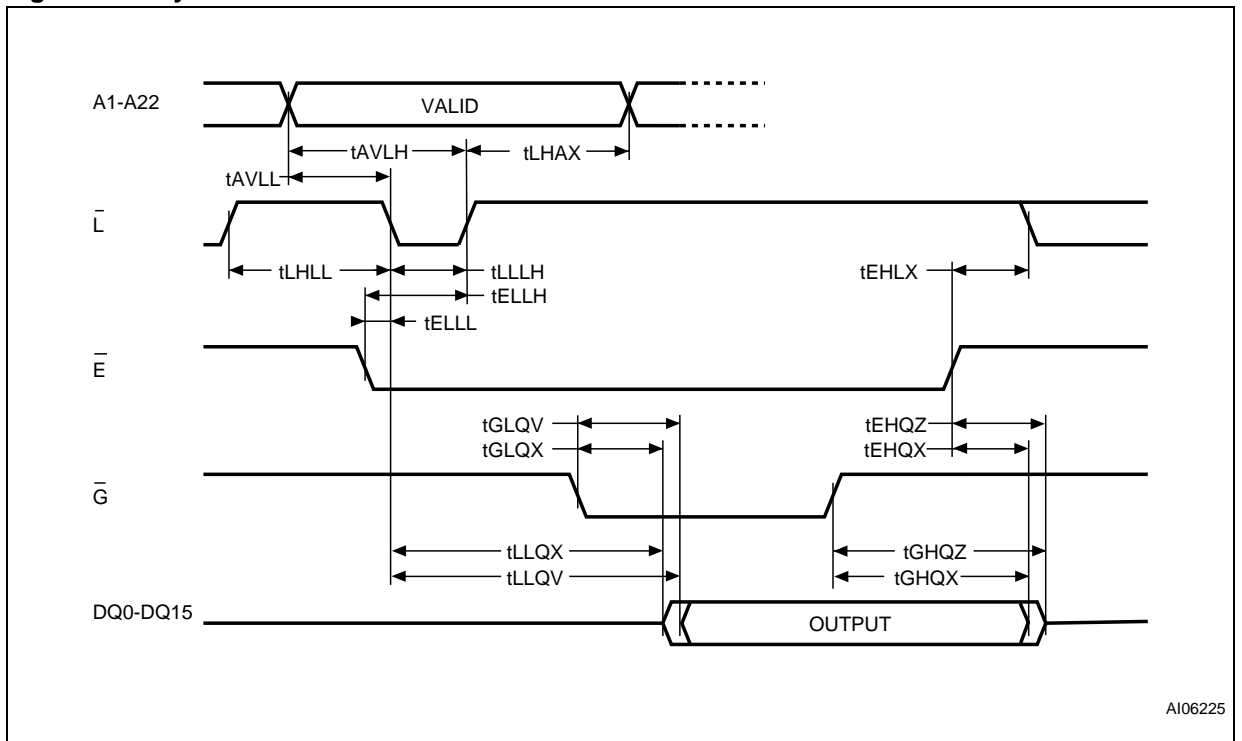 A1-A22
VALID
tAVLH
tLHAX
tAVLL
L̅
tLHLL
tLLLH
tEHLX
tELLH
tELLL
E̅
tGLQV
tEHQZ
tGLQX
tEHQX
G̅
tLLQX
tGHQZ
tLLQV
tGHQX
DQ0-DQ15
OUTPUT
AI06225